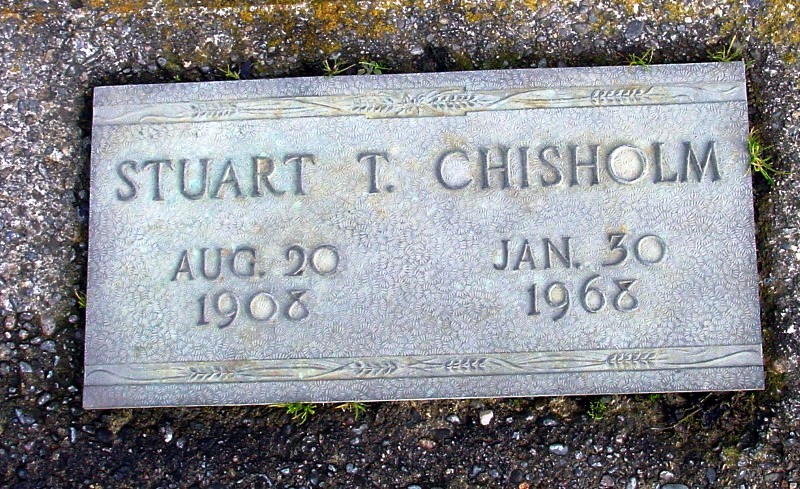 STUART T. CHISHOLM
AUG. 20 JAN. 30
1908 1968